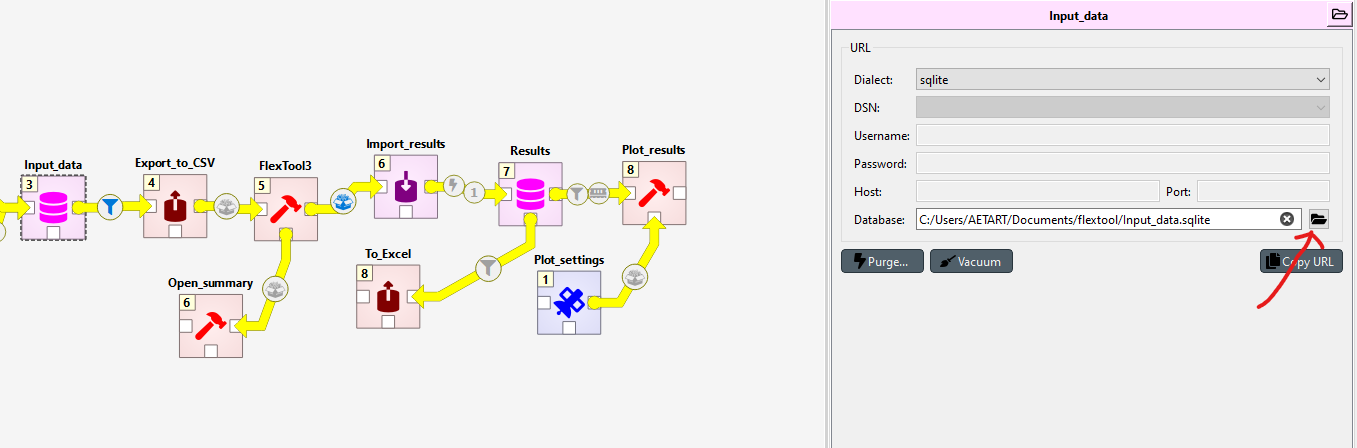 Input_data
URL
Dialect: sqlite
DSN:
Username:
Password:
Host: Port:
Database: C:/Users/AETART/Documents/flextool/Input_data.sqlite
Purge... Vacuum Copy URL
Input_data
3
Export_to_CSV
4
FlexTool3
5
Import_results
6
1
Results
7
Plot_results
8
Open_summary
6
To_Excel
8
Plot_settings
1